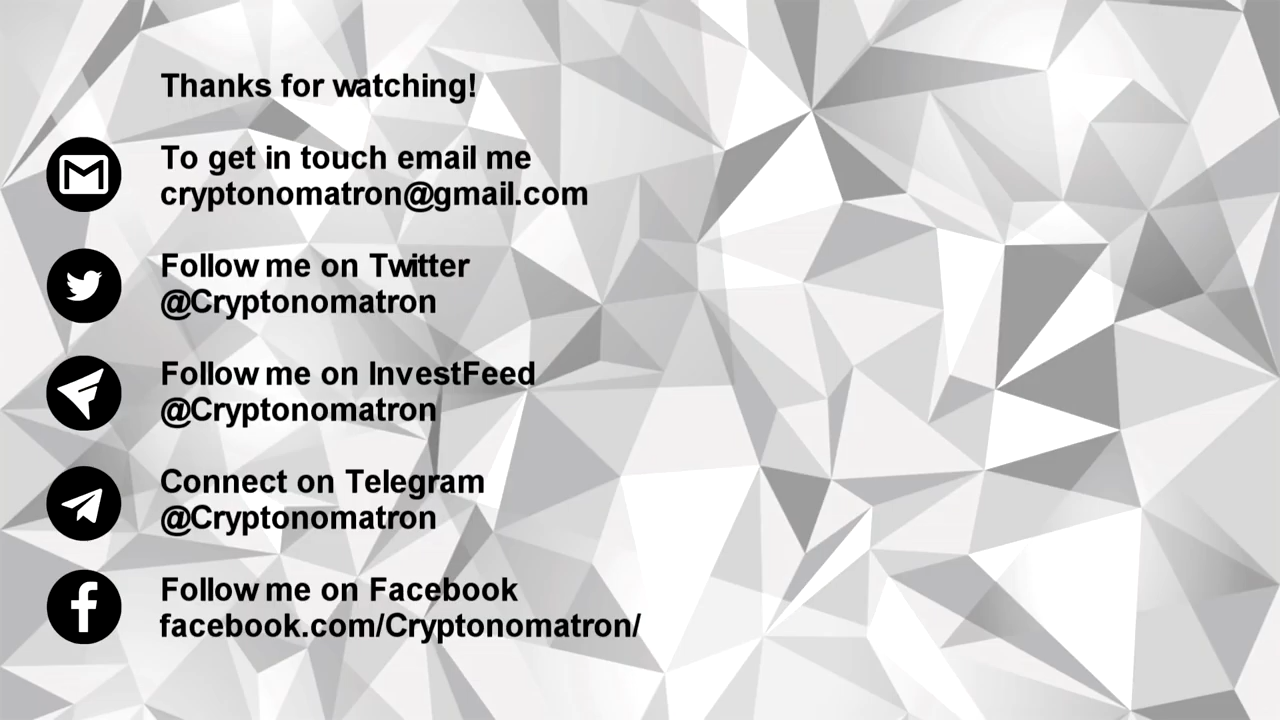 Thanks for watching!
To get in touch email me
cryptonomatron@gmail.com
Follow me on Twitter
@Cryptonomatron
Follow me on InvestFeed
@Cryptonomatron
Connect on Telegram
@Cryptonomatron
Follow me on Facebook
facebook.com/Cryptonomatron/